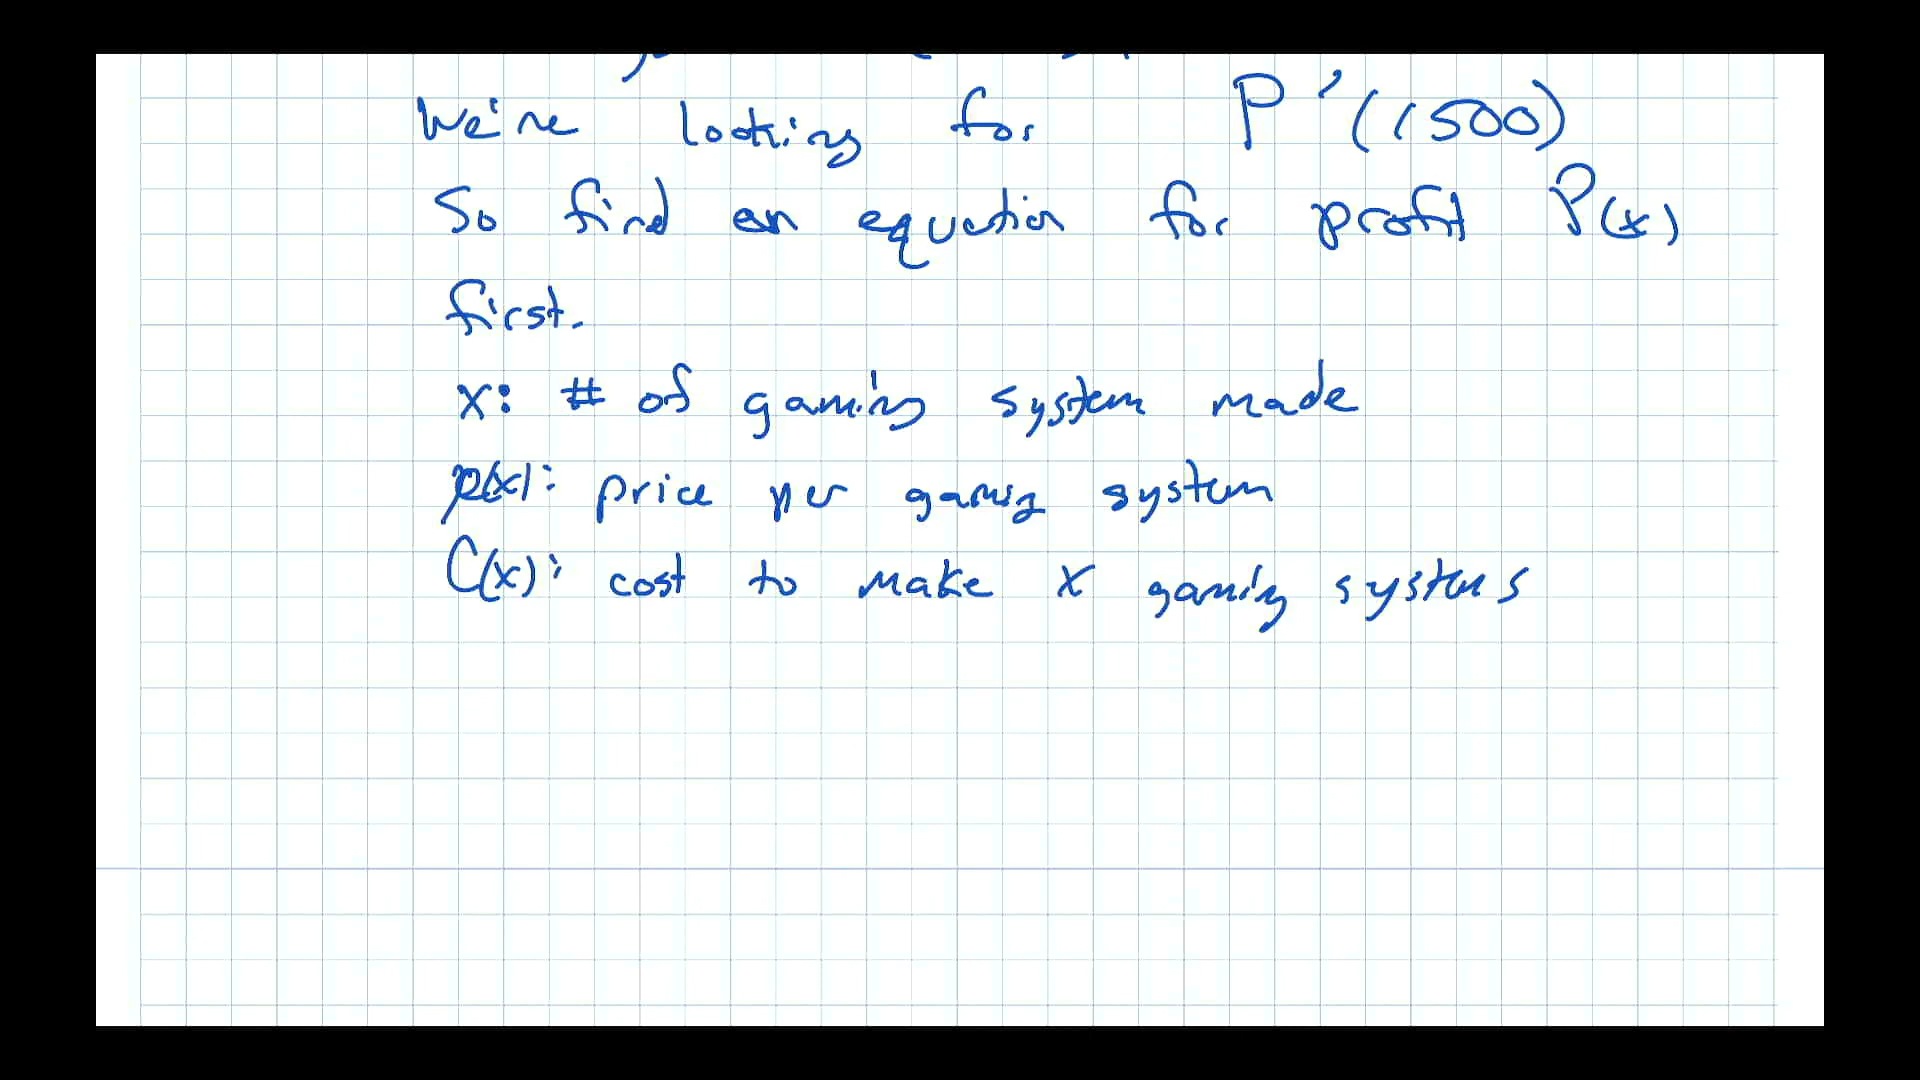 We're looking for P'(1500)
So find an equation for profit P(x)
first.
x: # of gaming system made
p(x): price per gaming system
C(x): cost to make x gaming systems